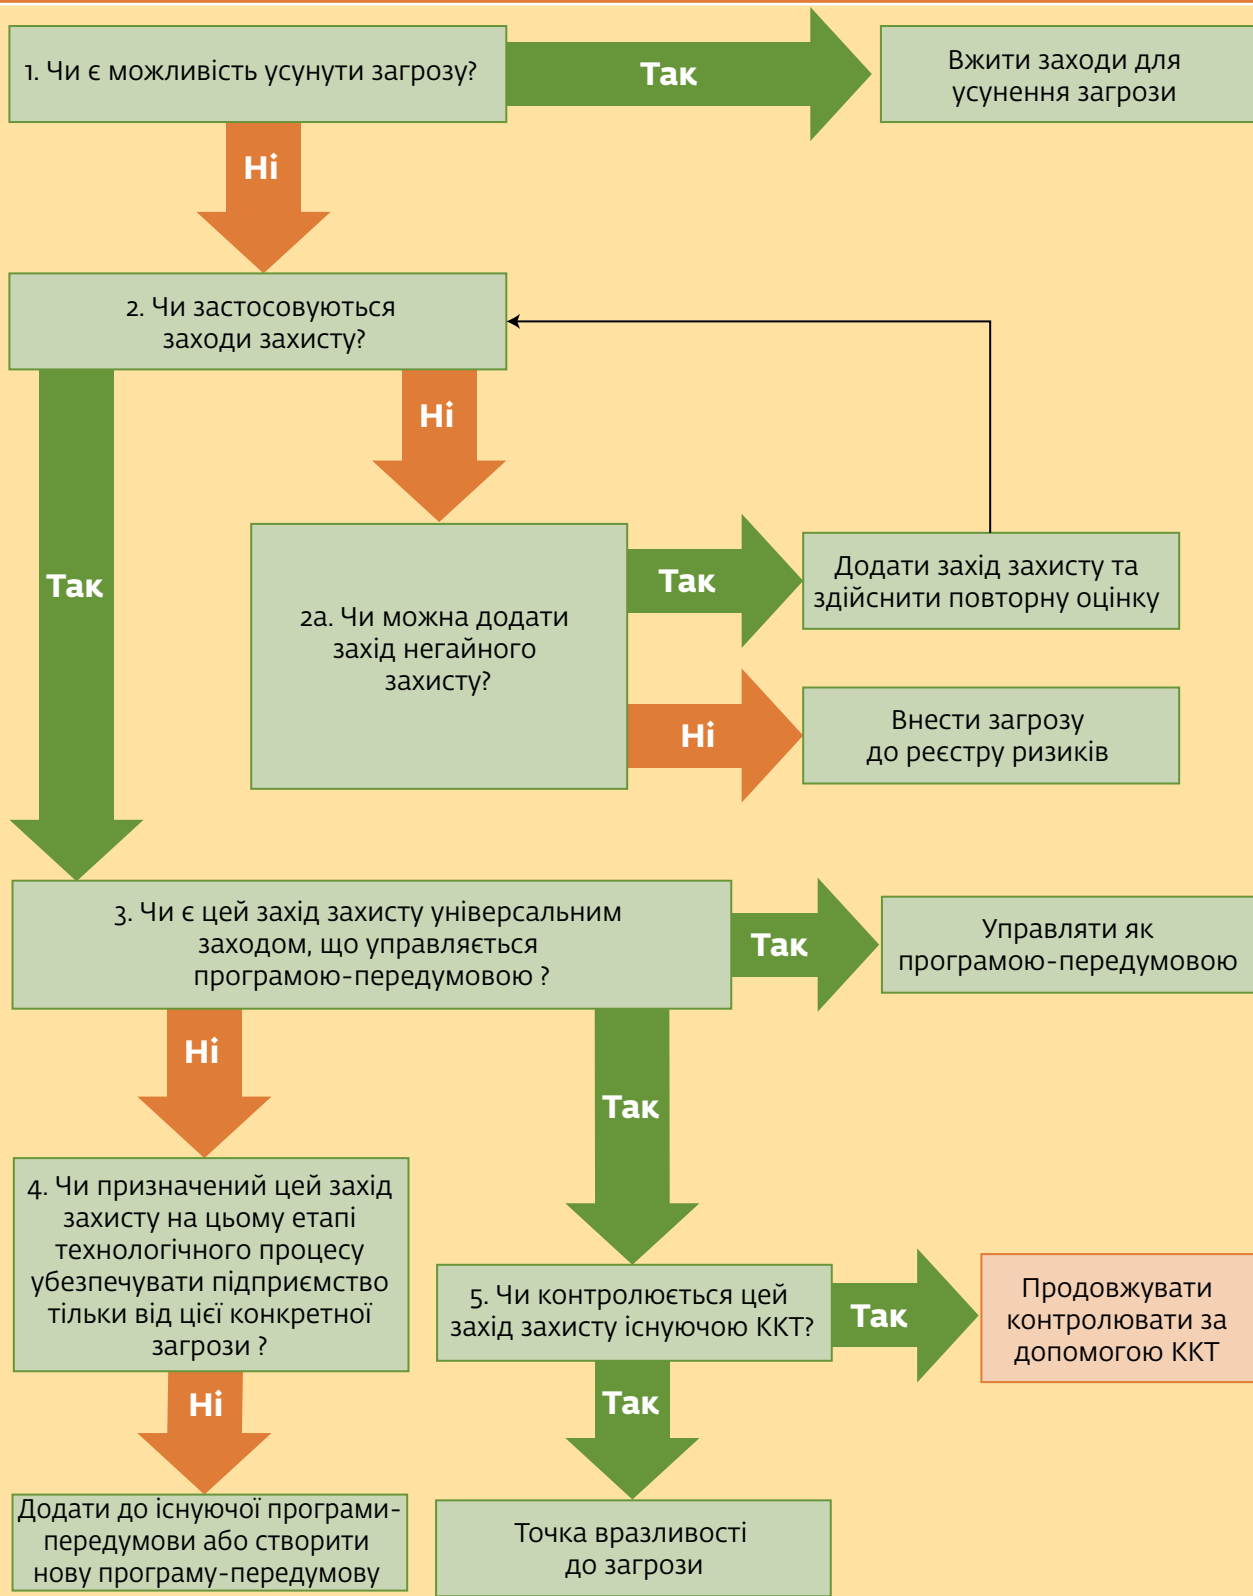 1. Чи є можливість усунути загрозу?
Так
Вжити заходи для
усунення загрози
Ні
2. Чи застосовуються
заходи захисту?
Ні
Так
2а. Чи можна додати
захід негайного
захисту?
Так
Додати захід захисту та
здійснити повторну оцінку
Ні
Внести загрозу
до реєстру ризиків
3. Чи є цей захід захисту універсальним
заходом, що управляється
програмою-передумовою ?
Так
Управляти як
програмою-передумовою
Ні
Так
4. Чи призначений цей захід
захисту на цьому етапі
технологічного процесу
убезпечувати підприємство
тільки від цієї конкретної
загрози ?
5. Чи контролюється цей
захід захисту існуючою ККТ?
Так
Продовжувати
контролювати за
допомогою ККТ
Ні
Так
Додати до існуючої програми-
передумови або створити
нову програму-передумову
Точка вразливості
до загрози